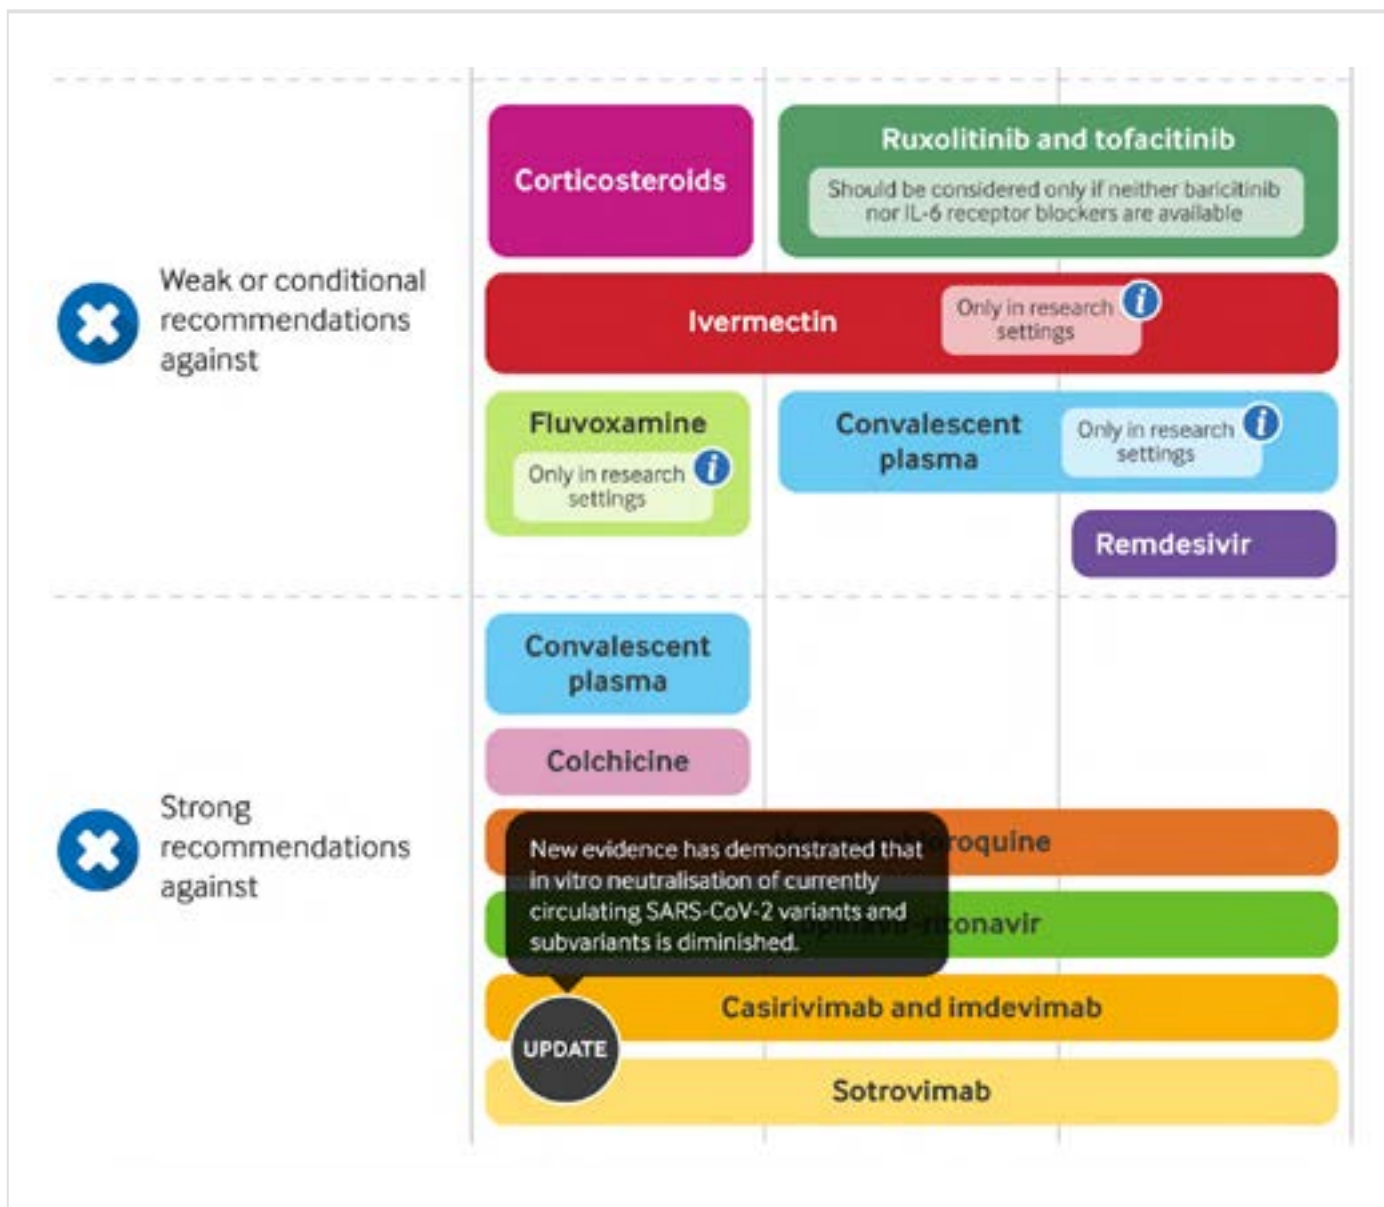 Corticosteroids
Ruxolitinib and tofacitinib
Should be considered only if neither baricitinib
nor IL-6 receptor blockers are available
Weak or conditional
recommendations
against
Ivermectin
Only in research
settings
i
Fluvoxamine
Only in research
settings
i
Convalescent
plasma
Only in research
settings
i
Remdesivir
Strong
recommendations
against
Convalescent
plasma
Colchicine
New evidence has demonstrated that
in vitro neutralisation of currently
circulating SARS-CoV-2 variants and
subvariants is diminished.
UPDATE
Casirivimab and imdevimab
Sotrovimab